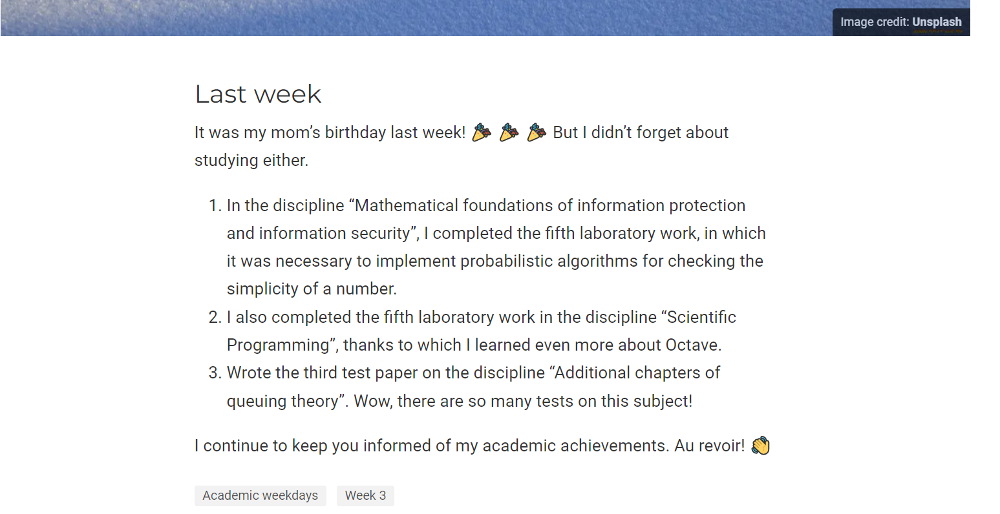 Image credit: Unsplash
Last week
It was my mom’s birthday last week! 🎉 🎉 🎉 But I didn’t forget about
studying either.
1. In the discipline “Mathematical foundations of information protection
and information security”, I completed the fifth laboratory work, in which
it was necessary to implement probabilistic algorithms for checking the
simplicity of a number.
2. I also completed the fifth laboratory work in the discipline “Scientific
Programming”, thanks to which I learned even more about Octave.
3. Wrote the third test paper on the discipline “Additional chapters of
queuing theory”. Wow, there are so many tests on this subject!
I continue to keep you informed of my academic achievements. Au revoir! 👋
Academic weekdays
Week 3